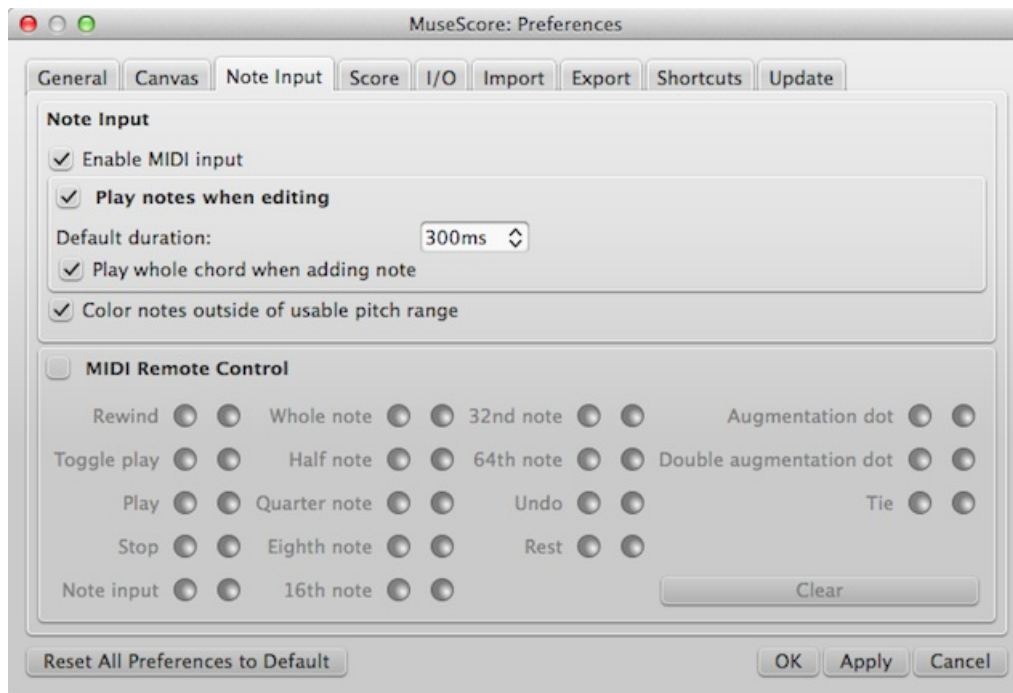 MuseScore: Preferences
General Canvas Note Input Score I/O Import Export Shortcuts Update
Note Input
Enable MIDI input
Play notes when editing
Default duration: 300ms
Play whole chord when adding note
Color notes outside of usable pitch range
MIDI Remote Control
Rewind Whole note 32nd note Augmentation dot
Toggle play Half note 64th note Double augmentation dot
Play Quarter note Undo Tie
Stop Eighth note Rest
Note input 16th note Clear
Reset All Preferences to Default OK Apply Cancel